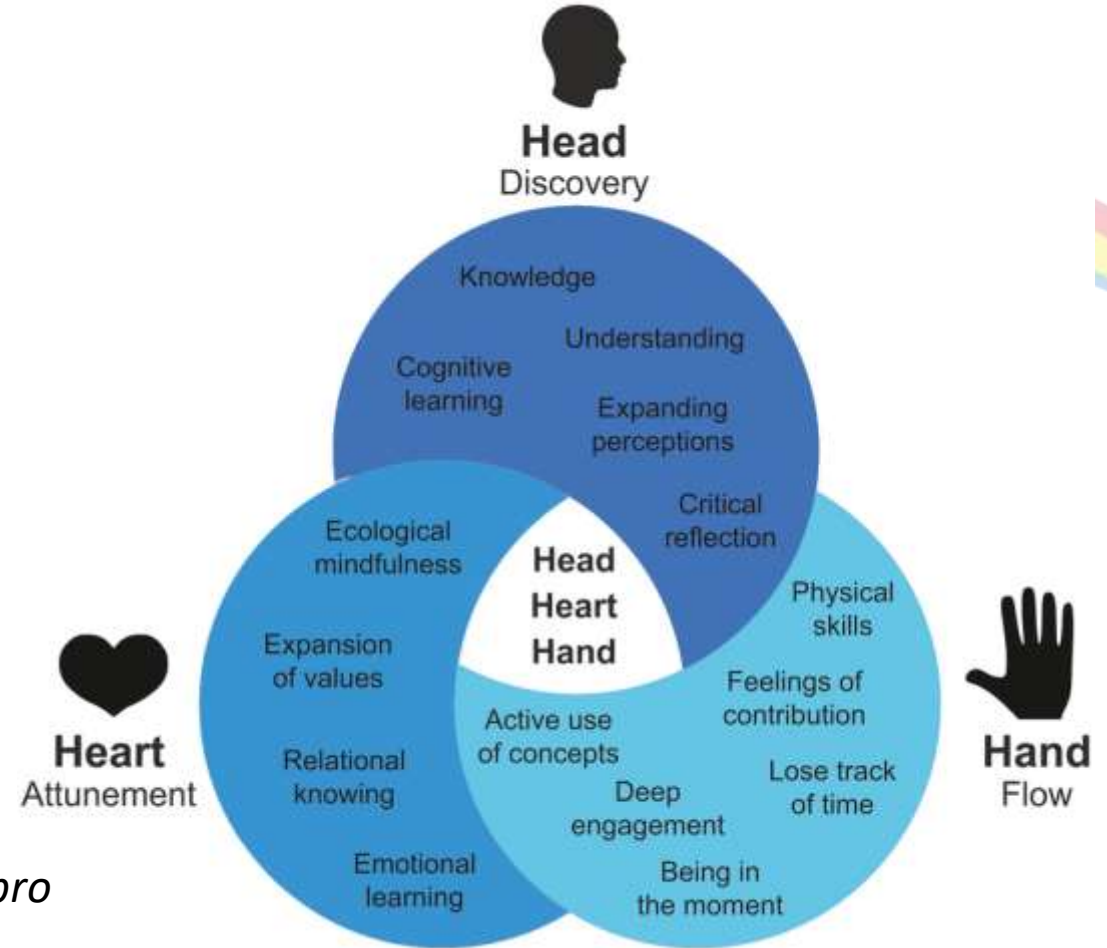 Head
Discovery
Knowledge
Understanding
Cognitive
learning
Expanding
perceptions
Critical
reflection
Ecological
mindfulness
Expansion
of values
Relational
knowing
Emotional
learning
Head
Heart
Hand
Physical
skills
Feelings of
contribution
Active use
of concepts
Lose track
of time
Deep
engagement
Being in
the moment
Heart
Attunement
Hand
Flow